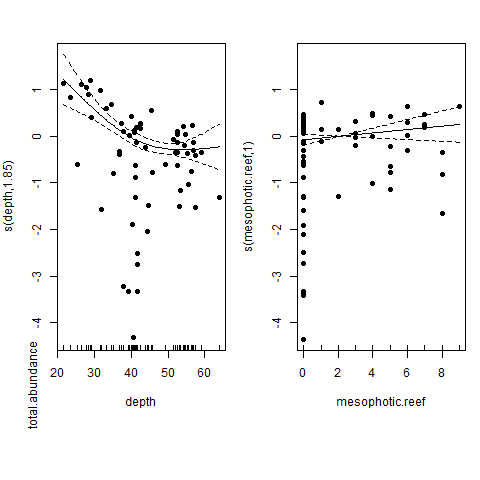 1
0
-1
-2
-3
-4
s(depth,1.85)
total.abundance
20 30 40 50 60
depth
1
0
-1
-2
-3
-4
s(mesophotic.reef,1)
0 2 4 6 8
mesophotic.reef